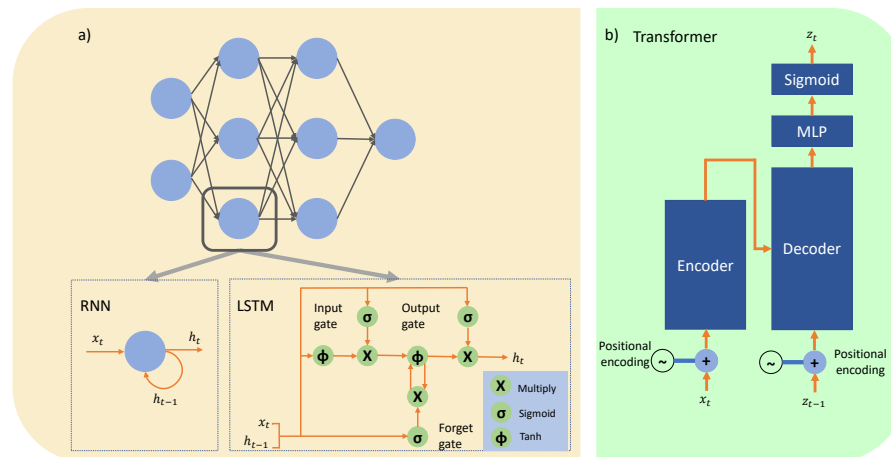 a)
RNN
x_t
h_t
h_{t-1}
LSTM
Input
gate
Output
gate
σ
σ
ϕ
X
ϕ
X
h_t
X
x_t
h_{t-1}
σ
Forget
gate
X Multiply
σ Sigmoid
ϕ Tanh
b)
Transformer
z_t
Sigmoid
MLP
Encoder
Decoder
Positional
encoding
~
+
x_t
~
+
Positional
encoding
z_{t-1}